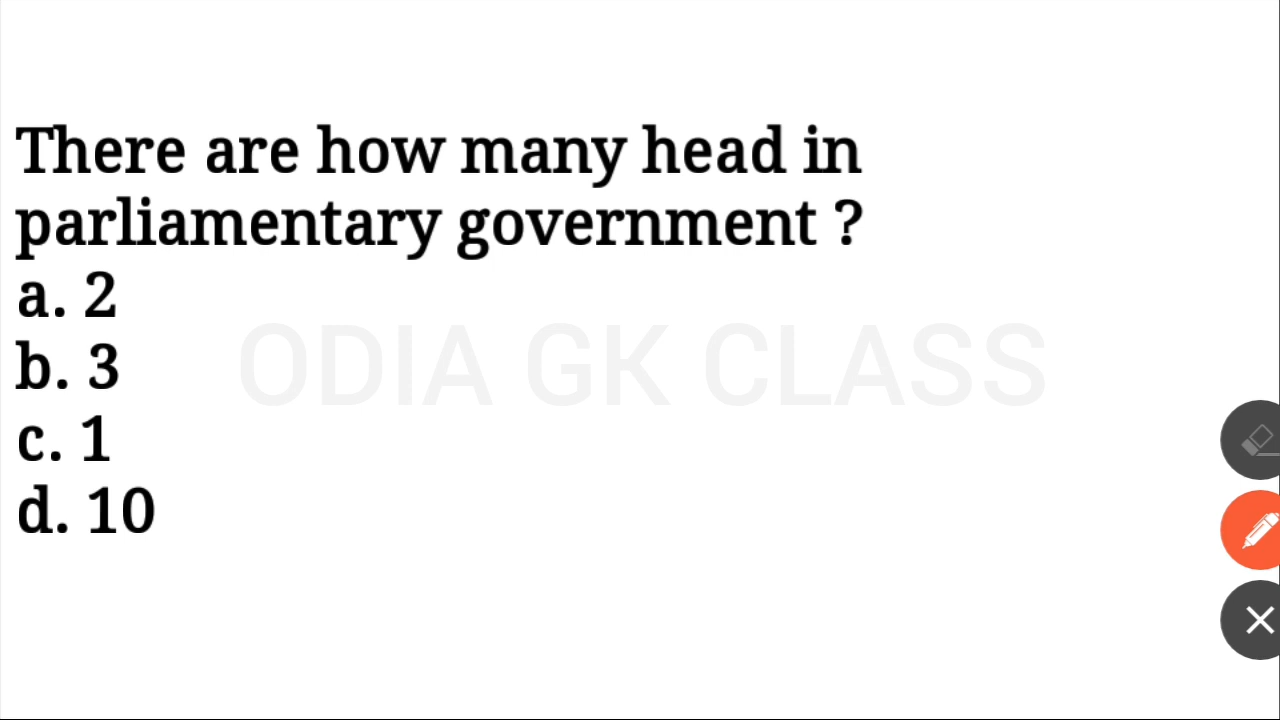 There are how many head in
parliamentary government ?
a. 2
b. 3
ODIA GK CLASS
c. 1
d. 10